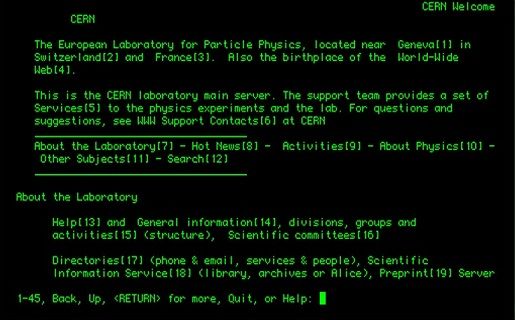 CERN Welcome
CERN
The European Laboratory for Particle Physics, located near Geneva[1] in
Switzerland[2] and France[3]. Also the birthplace of the World-Wide
Web[4].
This is the CERN laboratory main server. The support team provides a set of
Services[5] to the physics experiments and the lab. For questions and
suggestions, see WWW Support Contacts[6] at CERN
About the Laboratory[7] - Hot News[8] - Activities[9] - About Physics[10] -
Other Subjects[11] - Search[12]
About the Laboratory
Help[13] and General information[14], divisions, groups and
activities[15] (structure), Scientific committees[16]
Directories[17] (phone & email, services & people), Scientific
Information Service[18] (library, archives or Alice), Preprint[19] Server
1-45, Back, Up, <RETURN> for more, Quit, or Help: